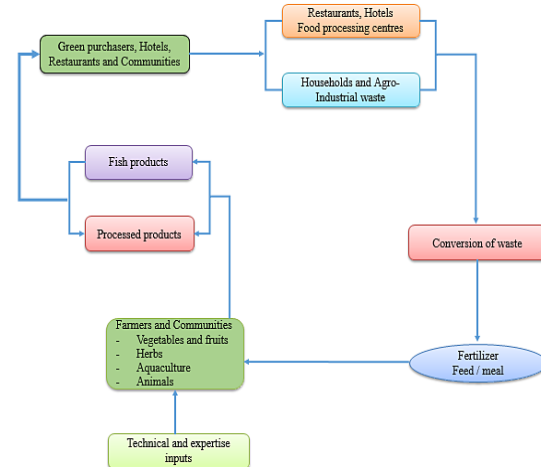 Restaurants, Hotels
Food processing centres
Green purchasers, Hotels,
Restaurants and Communities
Households and Agro-
Industrial waste
Fish products
Processed products
Conversion of waste
Farmers and Communities
- Vegetables and fruits
- Herbs
- Aquaculture
- Animals
Fertilizer
Feed / meal
Technical and expertise
inputs